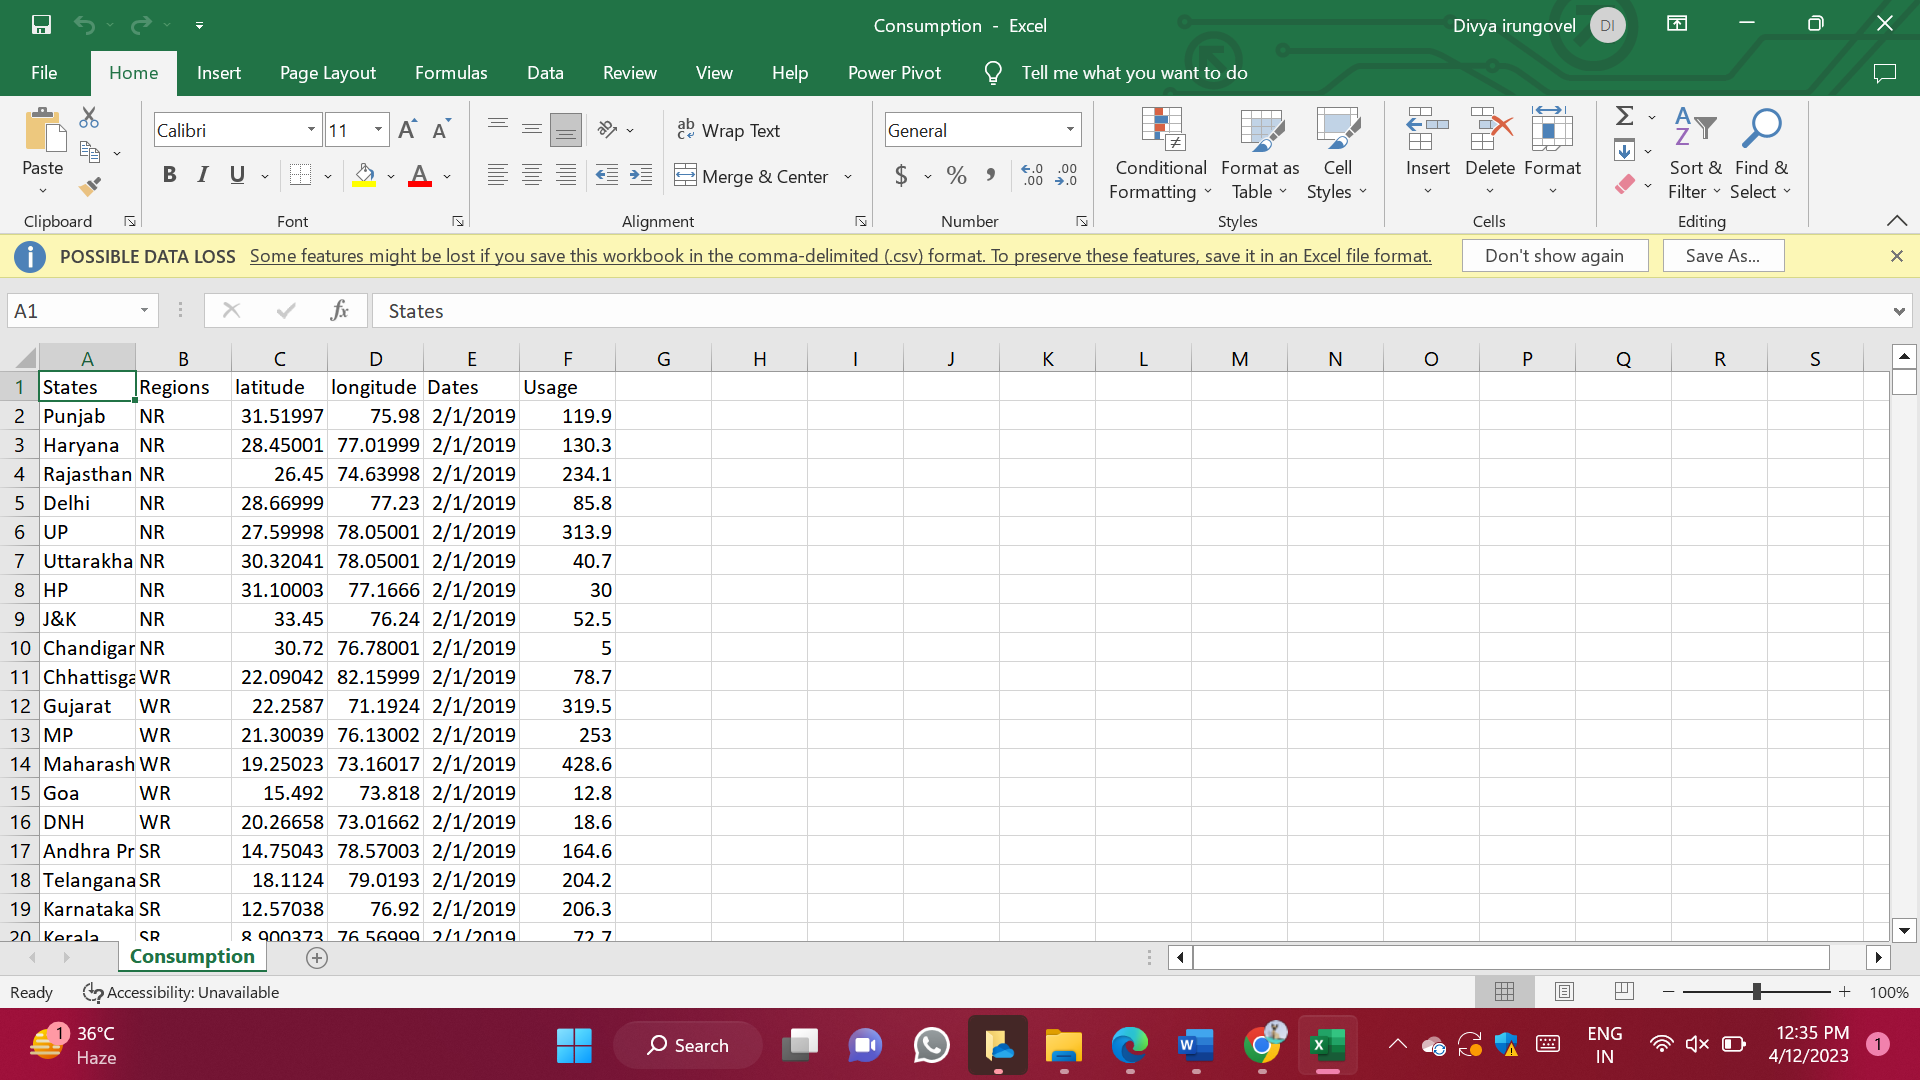 Consumption - Excel
Divya irungovel DI
File Home Insert Page Layout Formulas Data Review View Help Power Pivot Tell me what you want to do
Paste
Clipboard
Calibri 11
B I U A
Font
ab Wrap Text
Merge & Center
Alignment
General
$ % ,
Number
Conditional Formatting
Format as Table
Cell Styles
Styles
Insert Delete Format
Cells
Sort & Filter
Find & Select
Editing
POSSIBLE DATA LOSS Some features might be lost if you save this workbook in the comma-delimited (.csv) format. To preserve these features, save it in an Excel file format. Don't show again Save As...
A1 fx States
A B C D E F G H I J K L M N O P Q R S
1 States Regions latitude longitude Dates Usage
2 Punjab NR 31.51997 75.98 2/1/2019 119.9
3 Haryana NR 28.45001 77.01999 2/1/2019 130.3
4 Rajasthan NR 26.45 74.63998 2/1/2019 234.1
5 Delhi NR 28.66999 77.23 2/1/2019 85.8
6 UP NR 27.59998 78.05001 2/1/2019 313.9
7 Uttarakha NR 30.32041 78.05001 2/1/2019 40.7
8 HP NR 31.10003 77.1666 2/1/2019 30
9 J&K NR 33.45 76.24 2/1/2019 52.5
10 Chandigar NR 30.72 76.78001 2/1/2019 5
11 Chhattisga WR 22.09042 82.15999 2/1/2019 78.7
12 Gujarat WR 22.2587 71.1924 2/1/2019 319.5
13 MP WR 21.30039 76.13002 2/1/2019 253
14 Maharash WR 19.25023 73.16017 2/1/2019 428.6
15 Goa WR 15.492 73.818 2/1/2019 12.8
16 DNH WR 20.26658 73.01662 2/1/2019 18.6
17 Andhra Pr SR 14.75043 78.57003 2/1/2019 164.6
18 Telangana SR 18.1124 79.0193 2/1/2019 204.2
19 Karnataka SR 12.57038 76.92 2/1/2019 206.3
20 Kerala SR 8.900373 76.56999 2/1/2019 72.7
Consumption
Ready Accessibility: Unavailable 100%
1 36°C
Haze
Search
ENG
IN
12:35 PM
4/12/2023
1